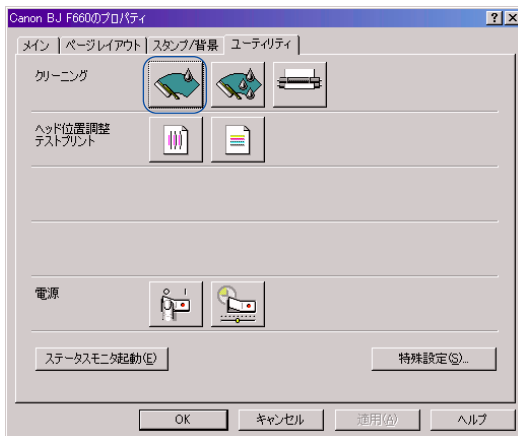 Canon BJ F660のプロパティ
メイン ページレイアウト スタンプ/背景 ユーティリティ
クリーニング
ヘッド位置調整
テストプリント
電源
ステータスモニタ起動(E) 特殊設定(S)...
OK キャンセル 適用(A) ヘルプ